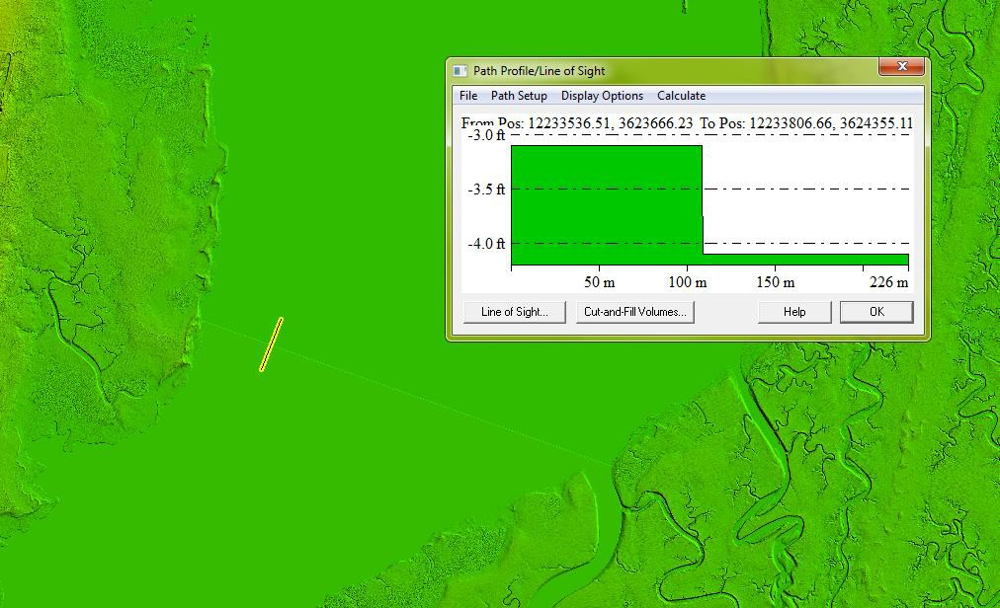 Path Profile/Line of Sight
File Path Setup Display Options Calculate
From Pos: 12233536.51, 3623666.23 To Pos: 12233806.66, 3624355.11
-3.0 ft
-3.5 ft
-4.0 ft
50 m 100 m 150 m 226 m
Line of Sight... Cut-and-Fill Volumes... Help OK